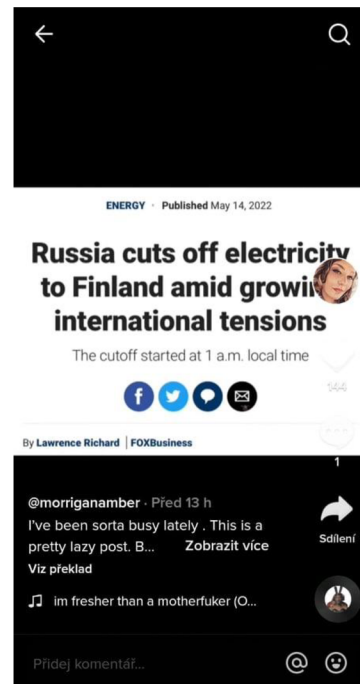 ENERGY · Published May 14, 2022
Russia cuts off electricity
to Finland amid growing
international tensions
The cutoff started at 1 a.m. local time
By Lawrence Richard | FOXBusiness
144
1
@morriganamber · Před 13 h
I've been sorta busy lately . This is a
pretty lazy post. B... Zobrazit více
Sdílení
Viz překlad
im fresher than a motherfuker (O...
Přidej komentář...